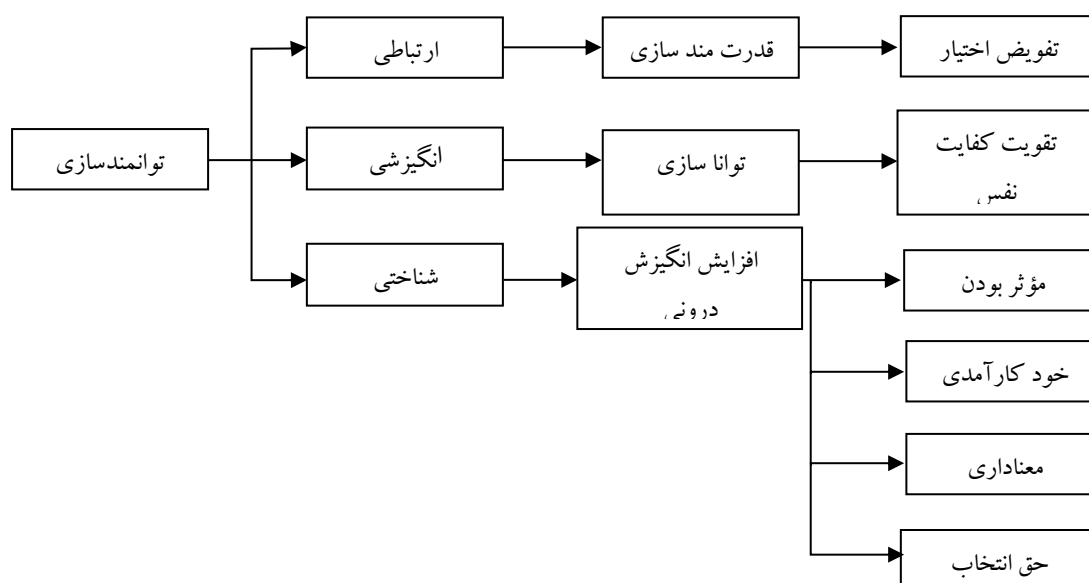 توانمندسازی
ارتباطی
قدرت مند سازی
تفویض اختیار
انگیزشی
توانا سازی
تقویت کفایت
نفس
شناختی
افزایش انگیزش
درونی
مؤثر بودن
خود کارآمدی
معناداری
حق انتخاب